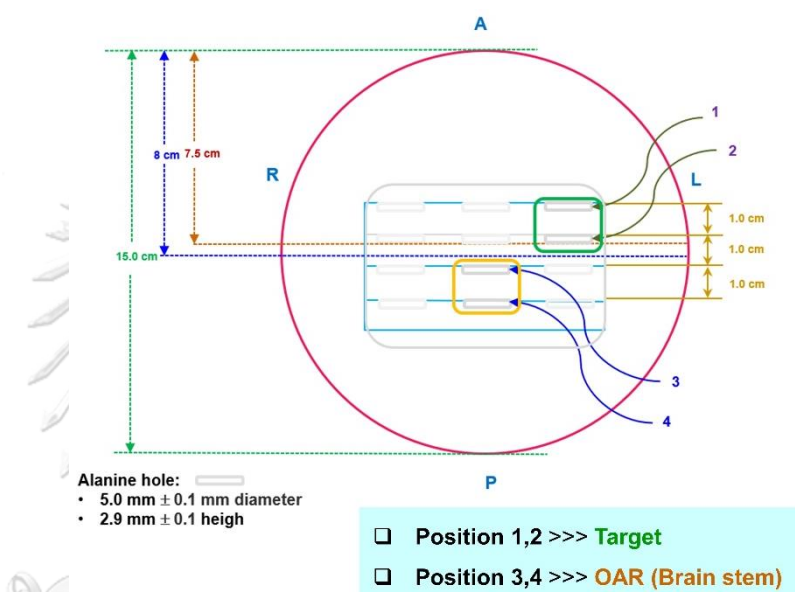 A
1
2
8 cm 7.5 cm
R
L
1.0 cm
1.0 cm
15.0 cm
1.0 cm
3
4
P
Alanine hole:
• 5.0 mm ± 0.1 mm diameter
• 2.9 mm ± 0.1 heigh
❑ Position 1,2 >>> Target
❑ Position 3,4 >>> OAR (Brain stem)